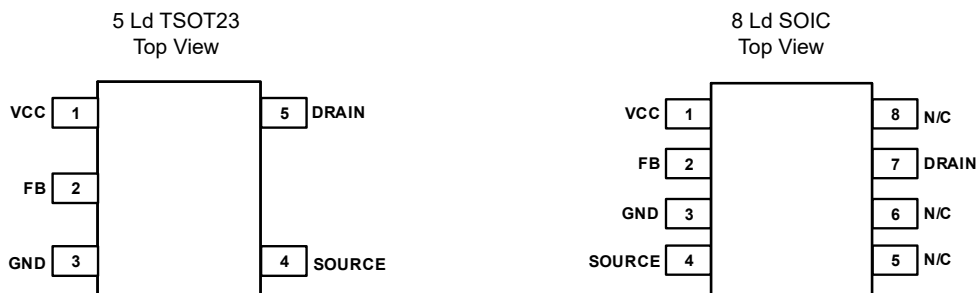 5 Ld TSOT23
Top View
VCC 1
5 DRAIN
FB 2
GND 3
4 SOURCE
8 Ld SOIC
Top View
VCC 1
8 N/C
FB 2
7 DRAIN
GND 3
6 N/C
SOURCE 4
5 N/C